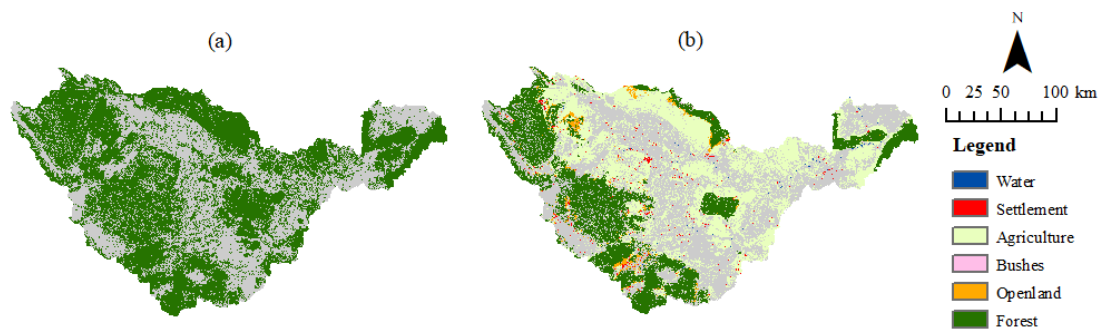 (a)
(b)
N
0 25 50 100 km
Legend
Water
Settlement
Agriculture
Bushes
Openland
Forest